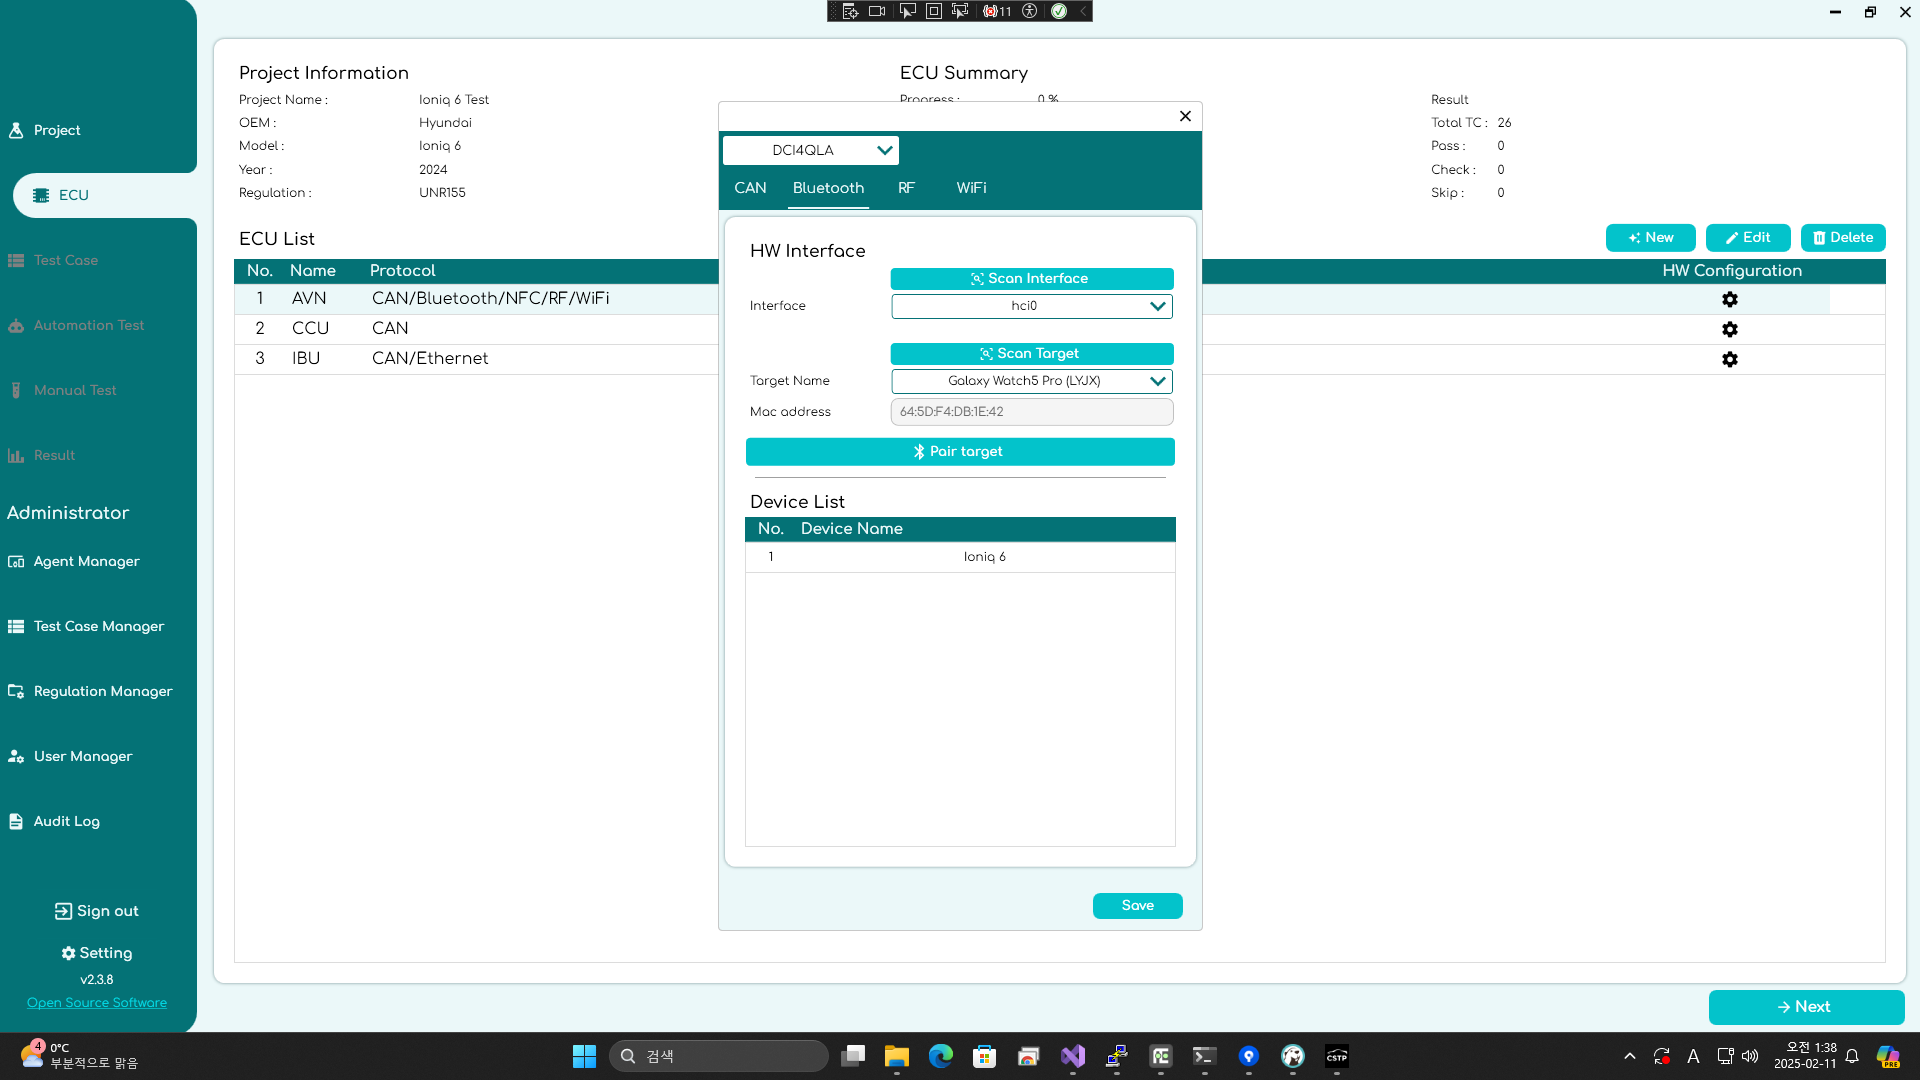 11
Project
ECU
Test Case
Automation Test
Manual Test
Result
Administrator
Agent Manager
Test Case Manager
Regulation Manager
User Manager
Audit Log
Sign out
Setting
v2.3.8
Open Source Software
Project Information
Project Name : Ioniq 6 Test
OEM : Hyundai
Model : Ioniq 6
Year : 2024
Regulation : UNR155
ECU Summary
Progress : 0 %
Result
Total TC : 26
Pass : 0
Check : 0
Skip : 0
ECU List
New
Edit
Delete
No. Name Protocol HW Configuration
1 AVN CAN/Bluetooth/NFC/RF/WiFi
2 CCU CAN
3 IBU CAN/Ethernet
DCI4QLA
CAN Bluetooth RF WiFi
HW Interface
Scan Interface
Interface hci0
Scan Target
Target Name Galaxy Watch5 Pro (LYJX)
Mac address 64:5D:F4:DB:1E:42
Pair target
Device List
No. Device Name
1 Ioniq 6
Save
Next
4
0°C
부분적으로 맑음
검색
CSTP
A
오전 1:38
2025-02-11
PRE